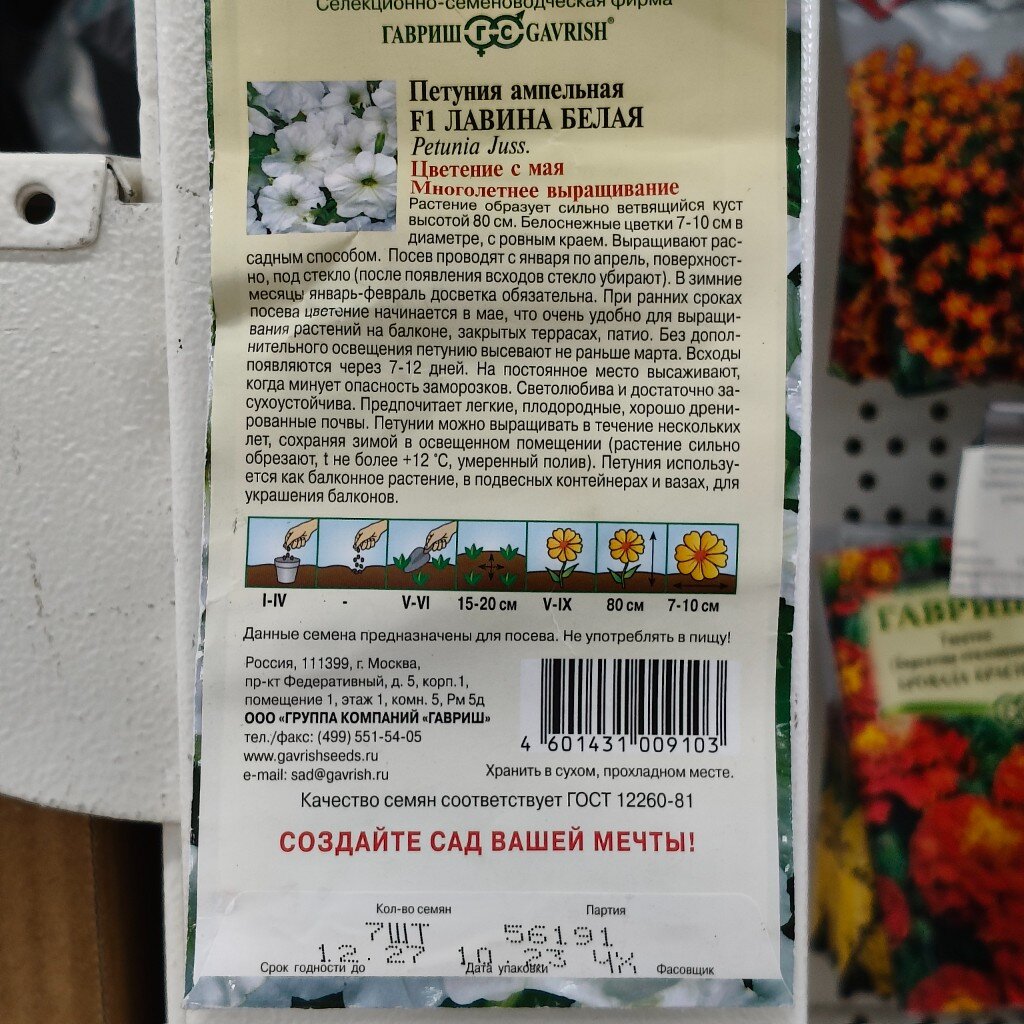 Селекционно-семеноводческая фирма
ГАВРИШ GAVRISH®
Петуния ампельная
F1 ЛАВИНА БЕЛАЯ
Petunia Juss.
Цветение с мая
Многолетнее выращивание
Растение образует сильно ветвящийся куст
высотой 80 см. Белоснежные цветки 7-10 см в
диаметре, с ровным краем. Выращивают рас-
садным способом. Посев проводят с января по апрель, поверхност-
но, под стекло (после появления всходов стекло убирают). В зимние
месяцы январь-февраль досветка обязательна. При ранних сроках
посева цветение начинается в мае, что очень удобно для выращи-
вания растений на балконе, закрытых террасах, патио. Без допол-
нительного освещения петунию высевают не раньше марта. Всходы
появляются через 7-12 дней. На постоянное место высаживают,
когда минует опасность заморозков. Светолюбива и достаточно за-
сухоустойчива. Предпочитает легкие, плодородные, хорошо дрени-
рованные почвы. Петунии можно выращивать в течение нескольких
лет, сохраняя зимой в освещенном помещении (растение сильно
обрезают, t не более +12 °С, умеренный полив). Петуния использу-
ется как балконное растение, в подвесных контейнерах и вазах, для
украшения балконов.
I-IV - V-VI 15-20 см V-IX 80 см 7-10 см
Данные семена предназначены для посева. Не употреблять в пищу!
Россия, 111399, г. Москва,
пр-кт Федеративный, д. 5, корп.1,
помещение 1, этаж 1, комн. 5, Рм 5д
ООО «ГРУППА КОМПАНИЙ «ГАВРИШ»
тел./факс: (499) 551-54-05
www.gavrishseeds.ru
e-mail: sad@gavrish.ru
4 601431 009103
Хранить в сухом, прохладном месте.
Качество семян соответствует ГОСТ 12260-81
СОЗДАЙТЕ САД ВАШЕЙ МЕЧТЫ!
Кол-во семян Партия
7ШТ 56191
12.27 10.23 4Х
Срок годности до Дата упаковки Фасовщик
ГАВРИШ